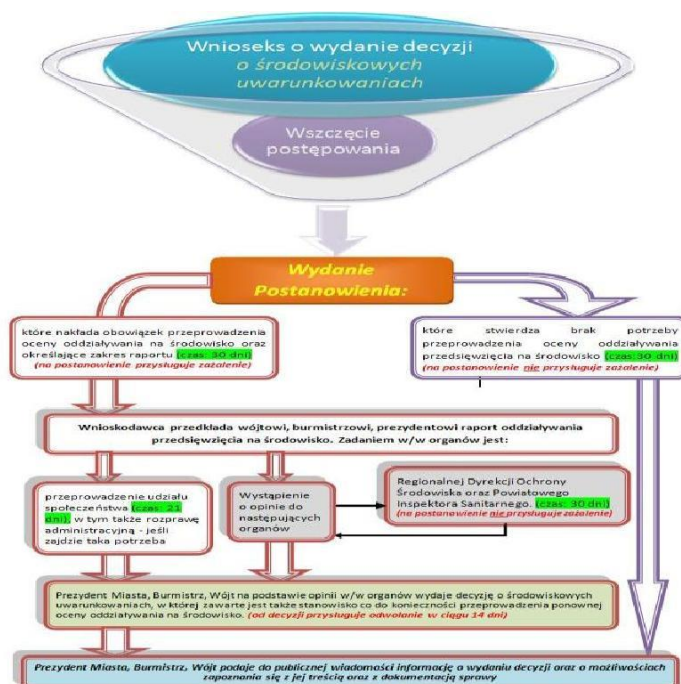 Wnioseks o wydanie decyzji
o środowiskowych
uwarunkowaniach
Wszczęcie
postępowania
Wydanie
Postanowienia:
które nakłada obowiązek przeprowadzenia
oceny oddziaływania na środowisko oraz
określające zakres raportu (czas: 30 dni)
(na postanowienie przysługuje zażalenie)
które stwierdza brak potrzeby
przeprowadzenia oceny oddziaływania
przedsięwzięcia na środowisko (czas:30 dni)
(na postanowienie nie przysługuje zażalenie)
Wnioskodawca przedkłada wójtowi, burmistrzowi, prezydentowi raport oddziaływania
przedsięwzięcia na środowisko. Zadaniem w/w organów jest:
przeprowadzenie udziału
społeczeństwa (czas: 21
dni), w tym także rozprawę
administracyjną - jeśli
zajdzie taka potrzeba
Wystąpienie
o opinie do
następujących
organów
Regionalnej Dyrekcji Ochrony
Środowiska oraz Powiatowego
Inspektora Sanitarnego. (czas: 30 dni)
(na postanowienie nie przysługuje zażalenie)
Prezydent Miasta, Burmistrz, Wójt na podstawie opinii w/w organów wydaje decyzję o środowiskowych
uwarunkowaniach, w której zawarte jest także stanowisko co do konieczności przeprowadzenia ponownej
oceny oddziaływania na środowisko. (od decyzji przysługuje odwołanie w ciągu 14 dni)
Prezydent Miasta, Burmistrz, Wójt podaje do publicznej wiadomości informację o wydaniu decyzji oraz o możliwościach
zapoznania się z jej treścią oraz z dokumentacją sprawy